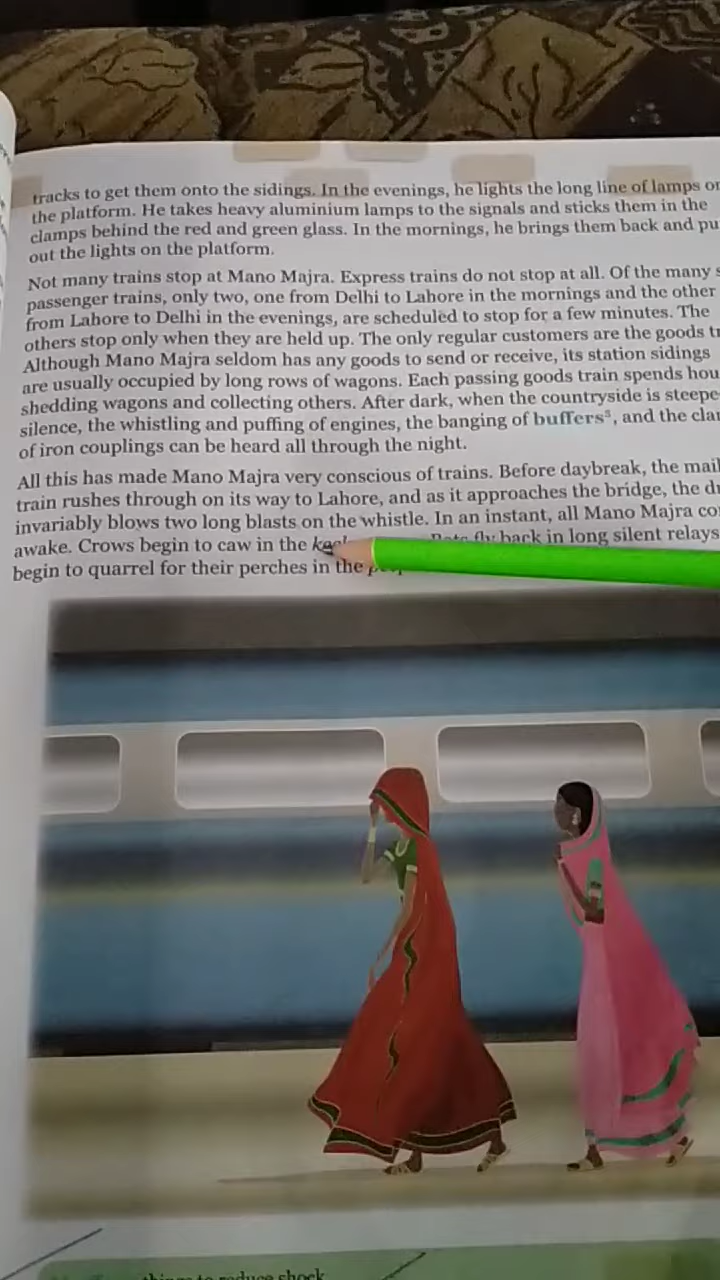 tracks to get them onto the sidings. In the evenings, he lights the long line of lamps on
the platform. He takes heavy aluminium lamps to the signals and sticks them in the
clamps behind the red and green glass. In the mornings, he brings them back and pu
out the lights on the platform.
Not many trains stop at Mano Majra. Express trains do not stop at all. Of the many s
passenger trains, only two, one from Delhi to Lahore in the mornings and the other
from Lahore to Delhi in the evenings, are scheduled to stop for a few minutes. The
others stop only when they are held up. The only regular customers are the goods tr
Although Mano Majra seldom has any goods to send or receive, its station sidings
are usually occupied by long rows of wagons. Each passing goods train spends hou
shedding wagons and collecting others. After dark, when the countryside is steepe
silence, the whistling and puffing of engines, the banging of buffers⁵, and the clan
of iron couplings can be heard all through the night.
All this has made Mano Majra very conscious of trains. Before daybreak, the mail
train rushes through on its way to Lahore, and as it approaches the bridge, the dr
invariably blows two long blasts on the whistle. In an instant, all Mano Majra co
awake. Crows begin to caw in the fly back in long silent relays
begin to quarrel for their perches in the
things to reduce shock